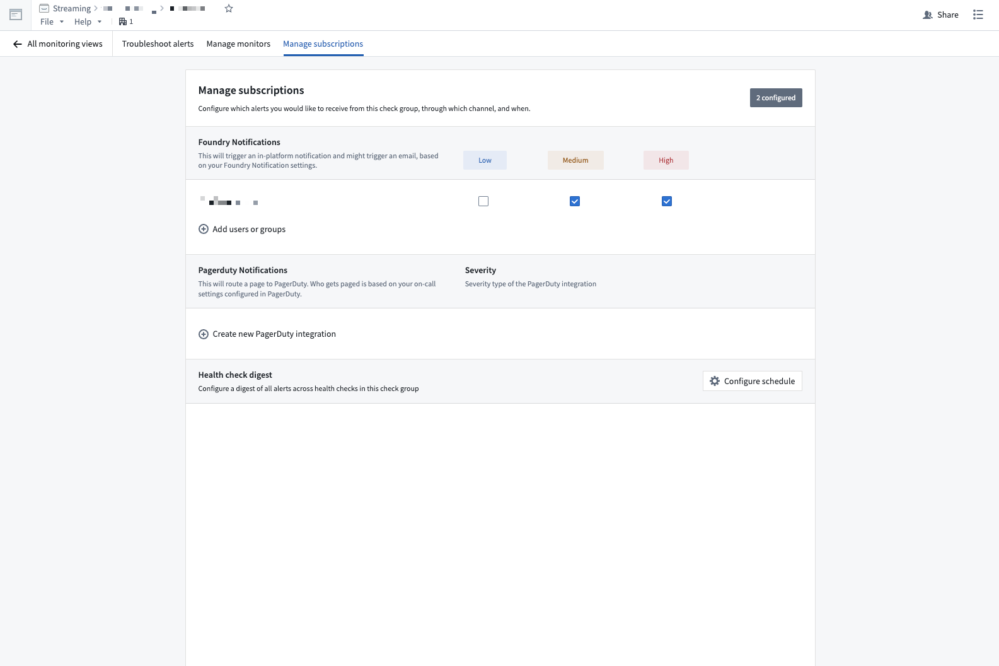 Streaming
File
Help
1
Share
All monitoring views
Troubleshoot alerts
Manage monitors
Manage subscriptions
Manage subscriptions
Configure which alerts you would like to receive from this check group, through which channel, and when.
2 configured
Foundry Notifications
This will trigger an in-platform notification and might trigger an email, based
on your Foundry Notification settings.
Low
Medium
High
Add users or groups
Pagerduty Notifications
This will route a page to PagerDuty. Who gets paged is based on your on-call
settings configured in PagerDuty.
Severity
Severity type of the PagerDuty integration
Create new PagerDuty integration
Health check digest
Configure a digest of all alerts across health checks in this check group
Configure schedule